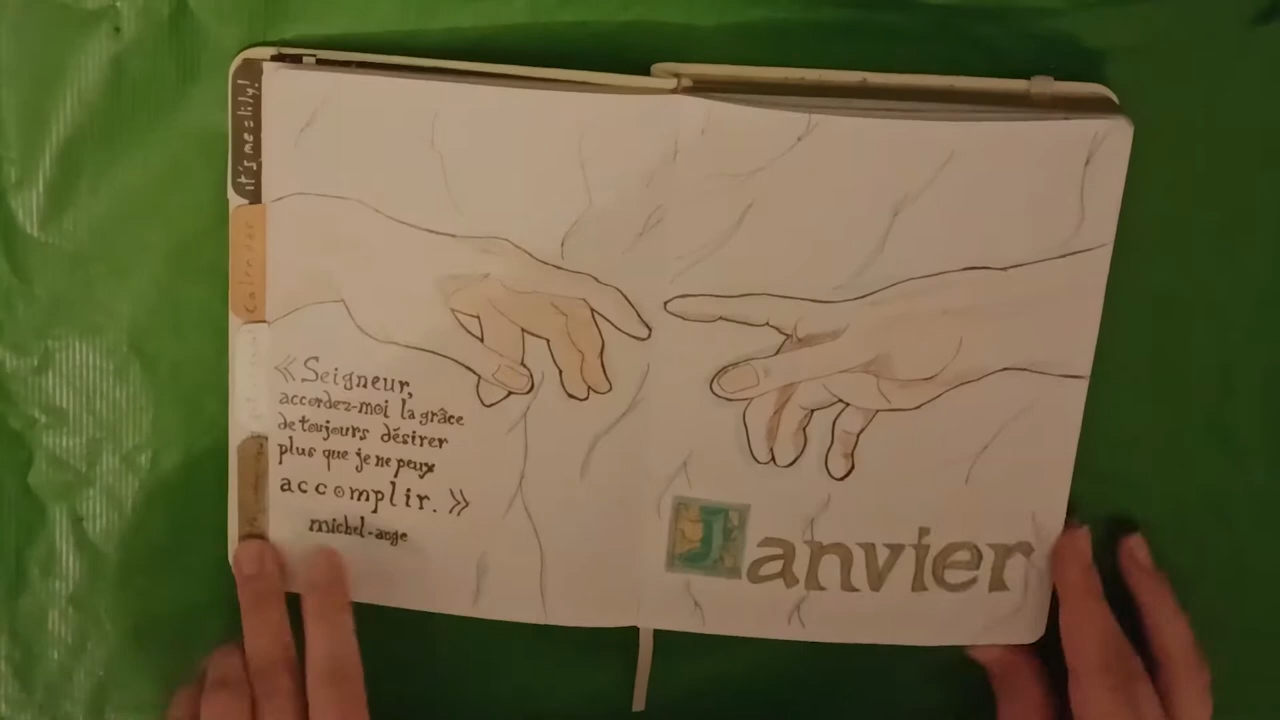 it's me=lily!
Calendar
« Seigneur,
accordez-moi la grâce
de toujours désirer
plus que je ne peux
accomplir. »
michel-ange
Janvier